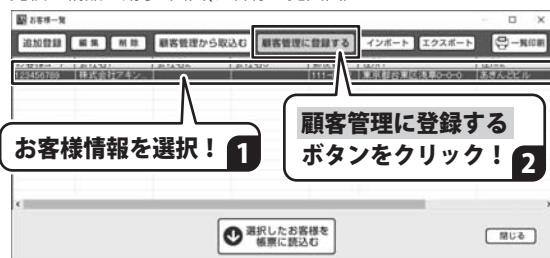 お客様一覧
追加登録 編集 削除 顧客管理から取込む 顧客管理に登録する インポート エクスポート 一覧印刷
123456789 株式会社アキン 111- 東京都台東区浅草0-0-0 あきんどビル
お客様情報を選択！ 1
顧客管理に登録する
ボタンをクリック！ 2
選択したお客様を
帳票に読込む
閉じる